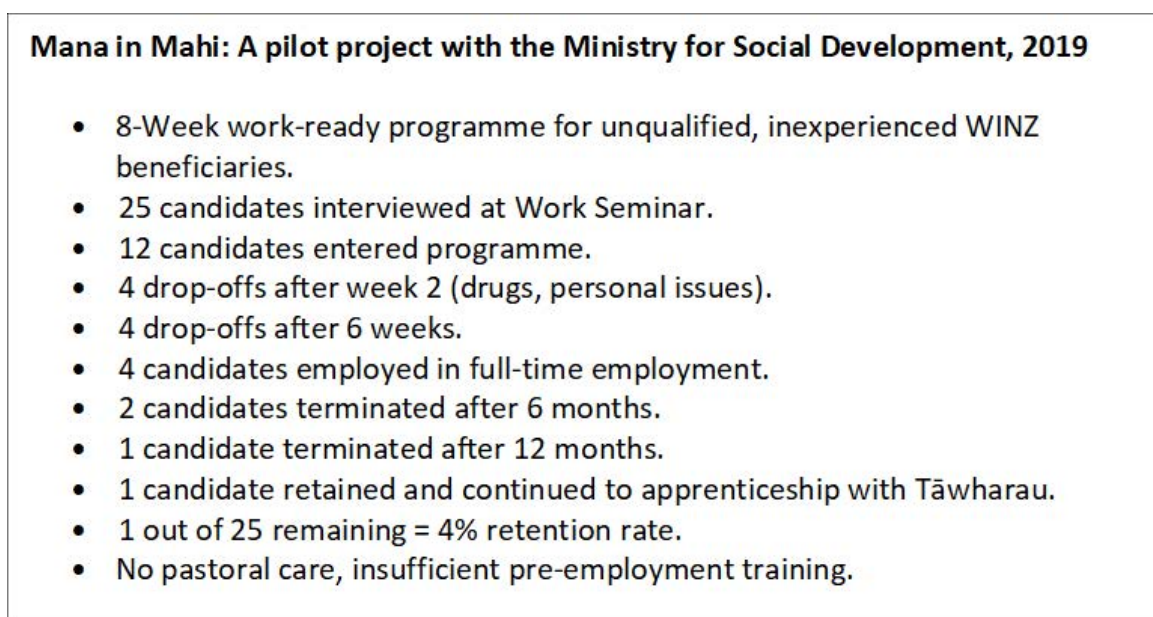 Mana in Mahi: A pilot project with the Ministry for Social Development, 2019
• 8-Week work-ready programme for unqualified, inexperienced WINZ
beneficiaries.
• 25 candidates interviewed at Work Seminar.
• 12 candidates entered programme.
• 4 drop-offs after week 2 (drugs, personal issues).
• 4 drop-offs after 6 weeks.
• 4 candidates employed in full-time employment.
• 2 candidates terminated after 6 months.
• 1 candidate terminated after 12 months.
• 1 candidate retained and continued to apprenticeship with Tāwharau.
• 1 out of 25 remaining = 4% retention rate.
• No pastoral care, insufficient pre-employment training.